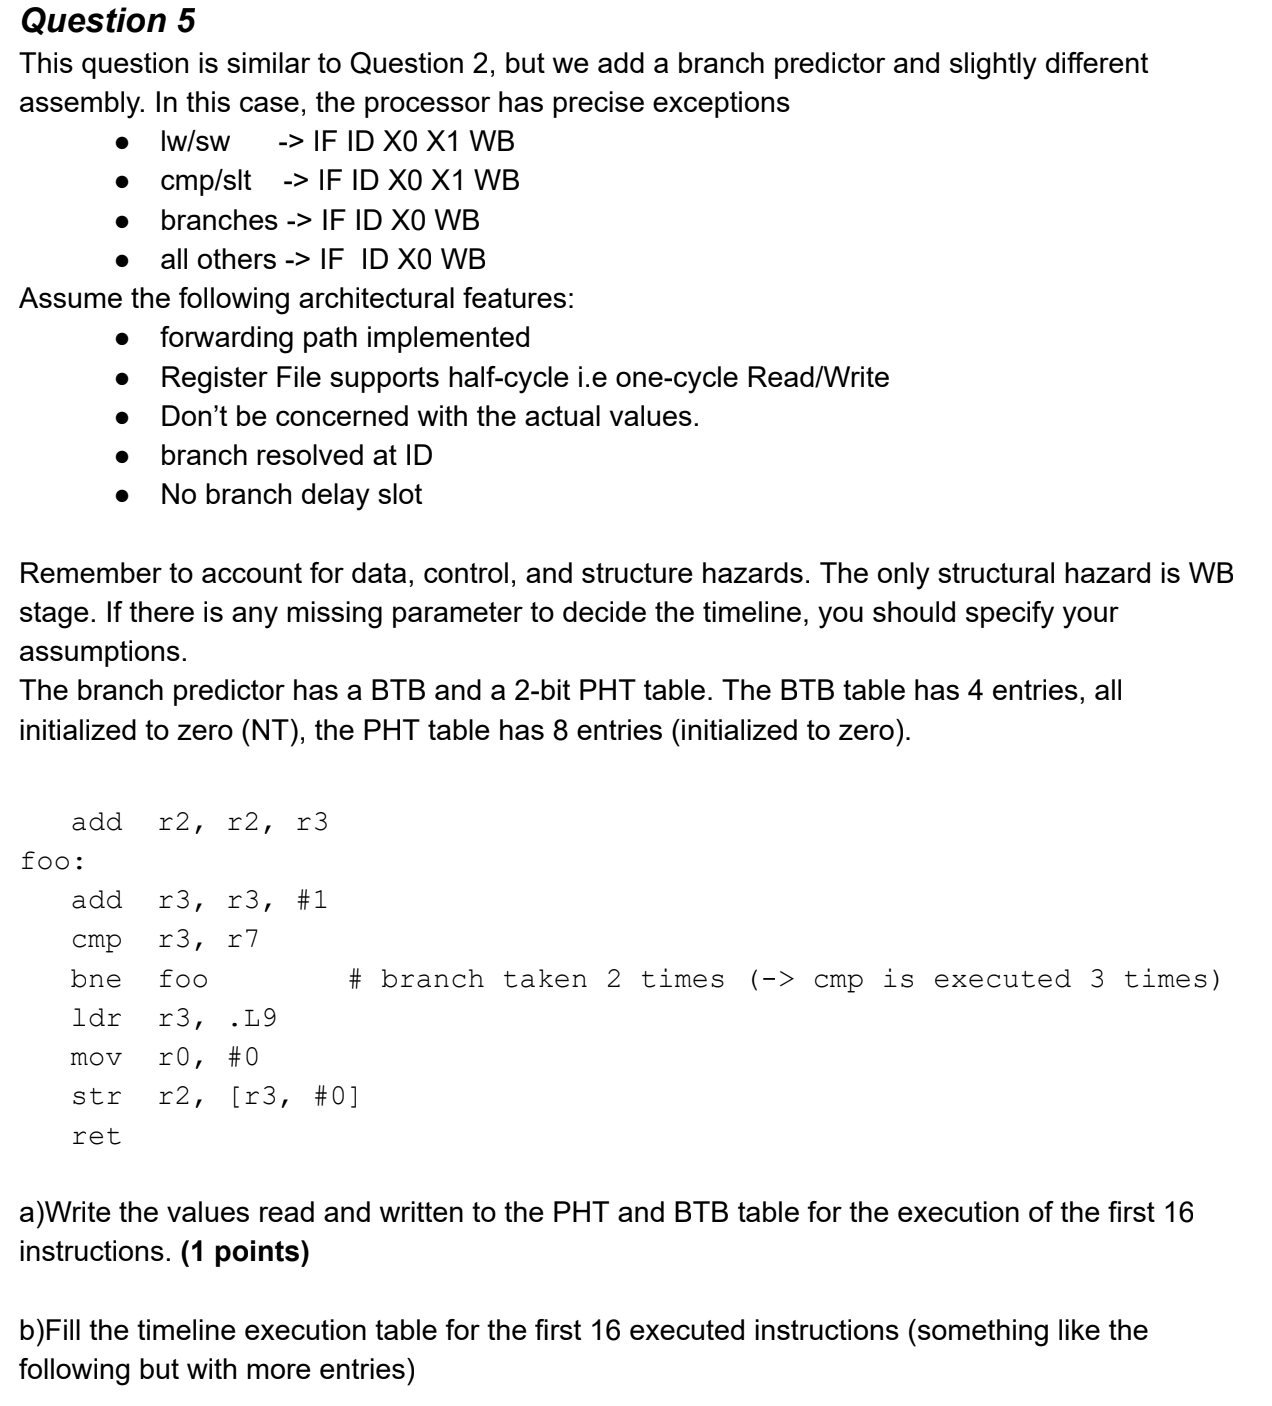 Question 5
This question is similar to Question 2, but we add a branch predictor and slightly different
assembly. In this case, the processor has precise exceptions
● lw/sw -> IF ID X0 X1 WB
● cmp/slt -> IF ID X0 X1 WB
● branches -> IF ID X0 WB
● all others -> IF ID X0 WB
Assume the following architectural features:
● forwarding path implemented
● Register File supports half-cycle i.e one-cycle Read/Write
● Don’t be concerned with the actual values.
● branch resolved at ID
● No branch delay slot
Remember to account for data, control, and structure hazards. The only structural hazard is WB
stage. If there is any missing parameter to decide the timeline, you should specify your
assumptions.
The branch predictor has a BTB and a 2-bit PHT table. The BTB table has 4 entries, all
initialized to zero (NT), the PHT table has 8 entries (initialized to zero).
add r2, r2, r3
foo:
add r3, r3, #1
cmp r3, r7
bne foo # branch taken 2 times (-> cmp is executed 3 times)
ldr r3, .L9
mov r0, #0
str r2, [r3, #0]
ret
a)Write the values read and written to the PHT and BTB table for the execution of the first 16
instructions. (1 points)
b)Fill the timeline execution table for the first 16 executed instructions (something like the
following but with more entries)